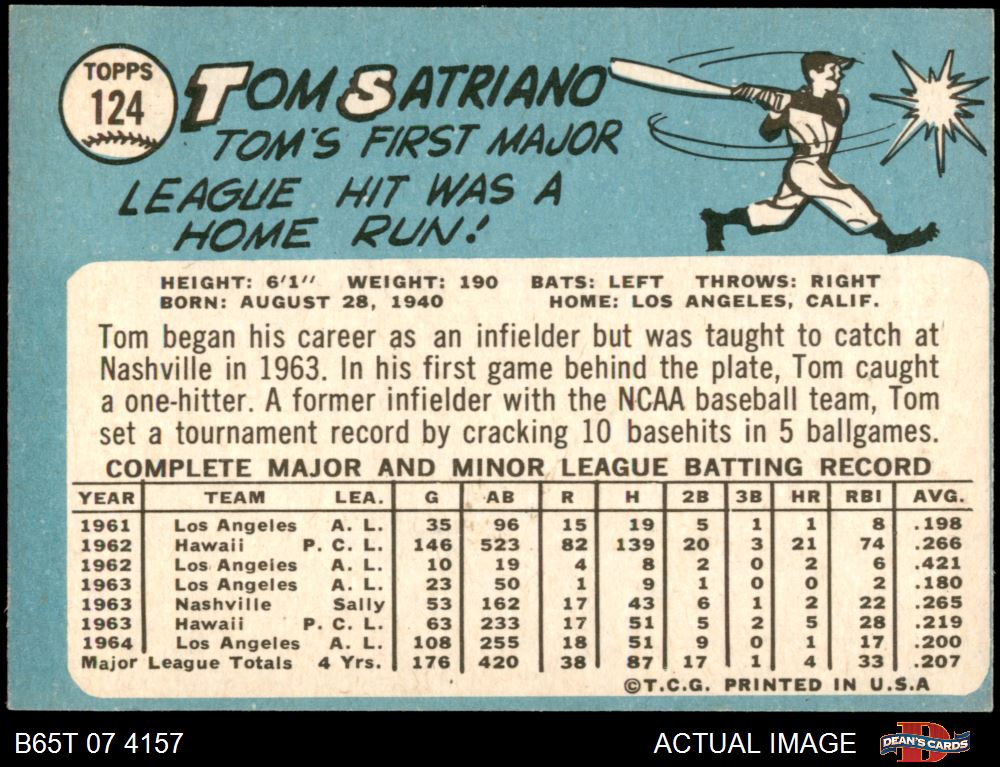 TOPPS
124
TOM SATRIANO
TOM'S FIRST MAJOR
LEAGUE HIT WAS A
HOME RUN!
HEIGHT: 6'1" WEIGHT: 190 BATS: LEFT THROWS: RIGHT
BORN: AUGUST 28, 1940 HOME: LOS ANGELES, CALIF.
Tom began his career as an infielder but was taught to catch at
Nashville in 1963. In his first game behind the plate, Tom caught
a one-hitter. A former infielder with the NCAA baseball team, Tom
set a tournament record by cracking 10 basehits in 5 ballgames.
COMPLETE MAJOR AND MINOR LEAGUE BATTING RECORD
YEAR TEAM LEA. G AB R H 2B 3B HR RBI AVG.
1961 Los Angeles A. L. 35 96 15 19 5 1 1 8 .198
1962 Hawaii P. C. L. 146 523 82 139 20 3 21 74 .266
1962 Los Angeles A. L. 10 19 4 8 2 0 2 6 .421
1963 Los Angeles A. L. 23 50 1 9 1 0 0 2 .180
1963 Nashville Sally 53 162 17 43 6 1 2 22 .265
1963 Hawaii P. C. L. 63 233 17 51 5 2 5 28 .219
1964 Los Angeles A. L. 108 255 18 51 9 0 1 17 .200
Major League Totals 4 Yrs. 176 420 38 87 17 1 4 33 .207
©T.C.G. PRINTED IN U.S.A
B65T 07 4157 ACTUAL IMAGE
DEAN'S CARDS